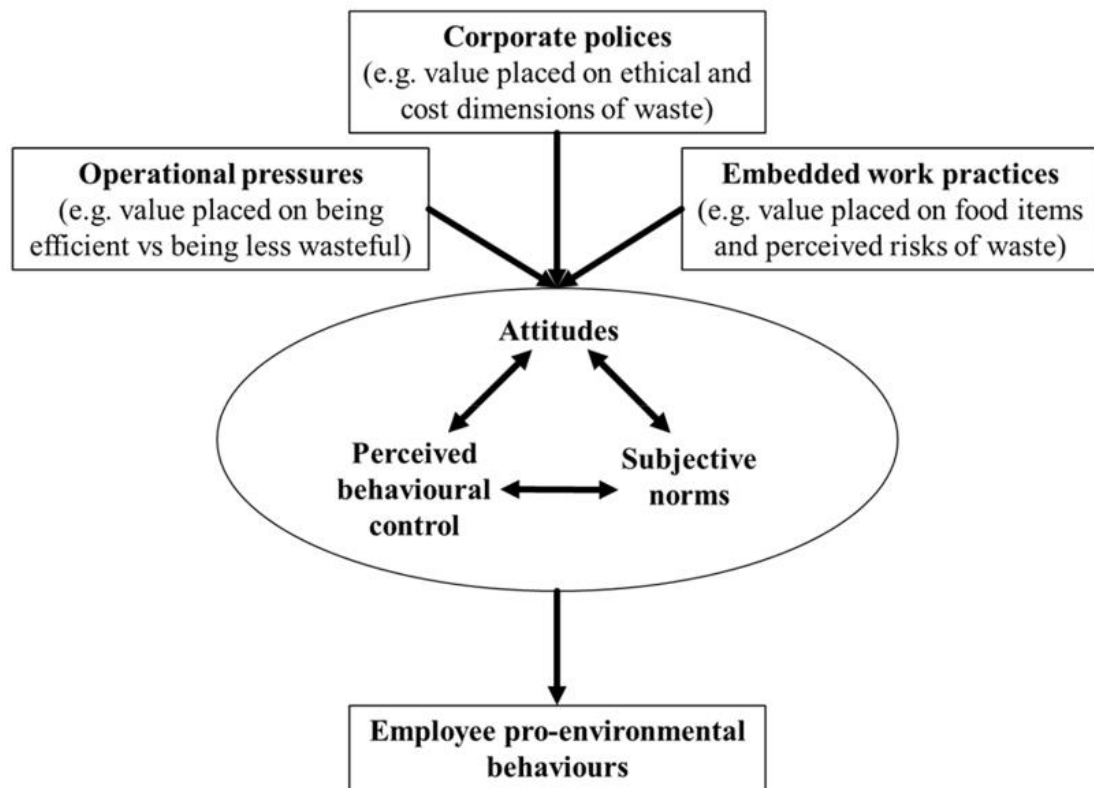 Corporate polices
(e.g. value placed on ethical and
cost dimensions of waste)
Operational pressures
(e.g. value placed on being
efficient vs being less wasteful)
Embedded work practices
(e.g. value placed on food items
and perceived risks of waste)
Attitudes
Perceived
behavioural
control
Subjective
norms
Employee pro-environmental
behaviours